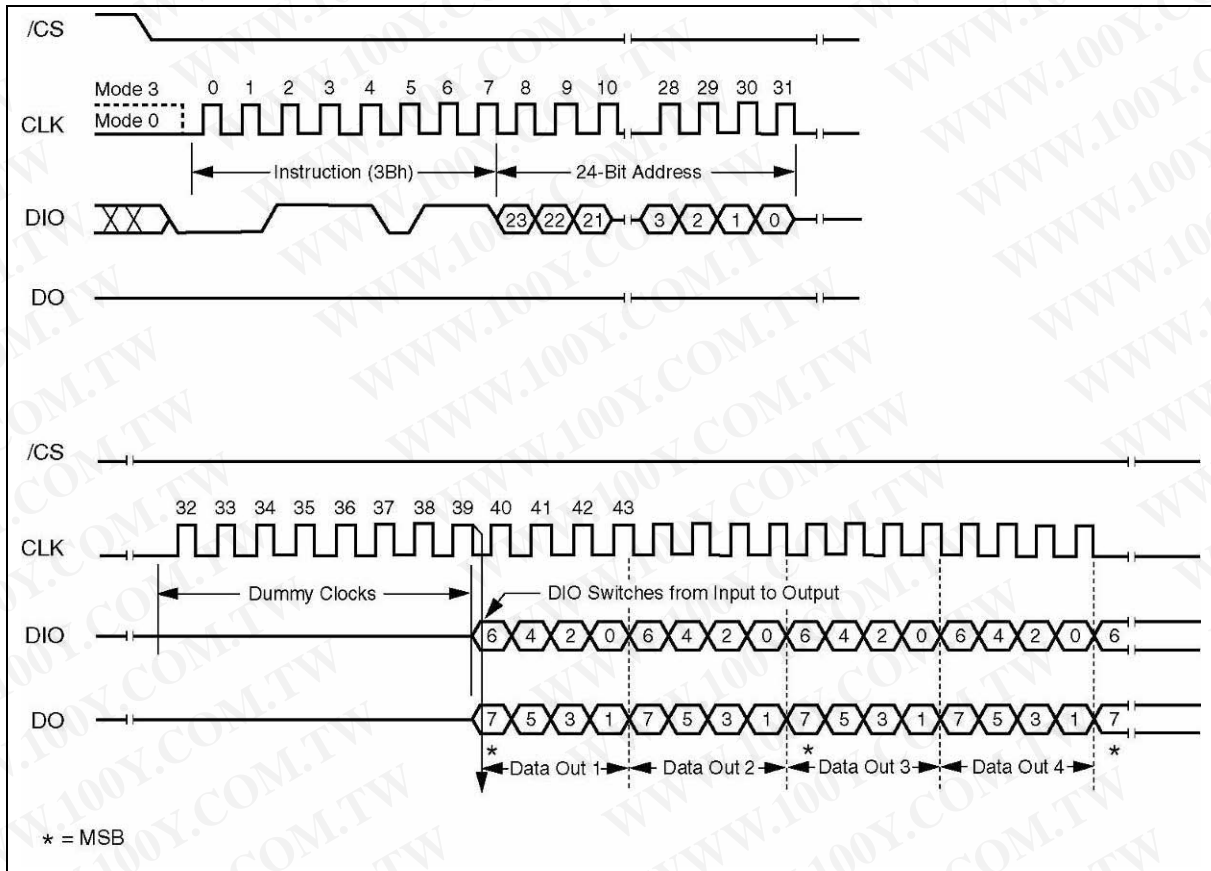 /CS
Mode 3 0 1 2 3 4 5 6 7 8 9 10 28 29 30 31
CLK Mode 0
Instruction (3Bh) 24-Bit Address
DIO 23 22 21 3 2 1 0
DO
/CS
32 33 34 35 36 37 38 39 40 41 42 43
CLK
Dummy Clocks DIO Switches from Input to Output
DIO 6 4 2 0 6 4 2 0 6 4 2 0 6 4 2 0 6
DO 7 5 3 1 7 5 3 1 7 5 3 1 7 5 3 1 7
* * *
Data Out 1 Data Out 2 Data Out 3 Data Out 4
* = MSB
WWW.100Y.COM.TW